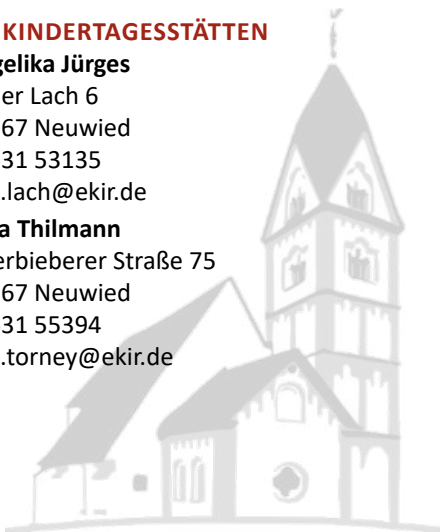 KINDERTAGESSTÄTTEN
gelika Jürges
er Lach 6
67 Neuwied
31 53135
.lach@ekir.de
a Thilmann
erbieberer Straße 75
67 Neuwied
31 55394
.torney@ekir.de